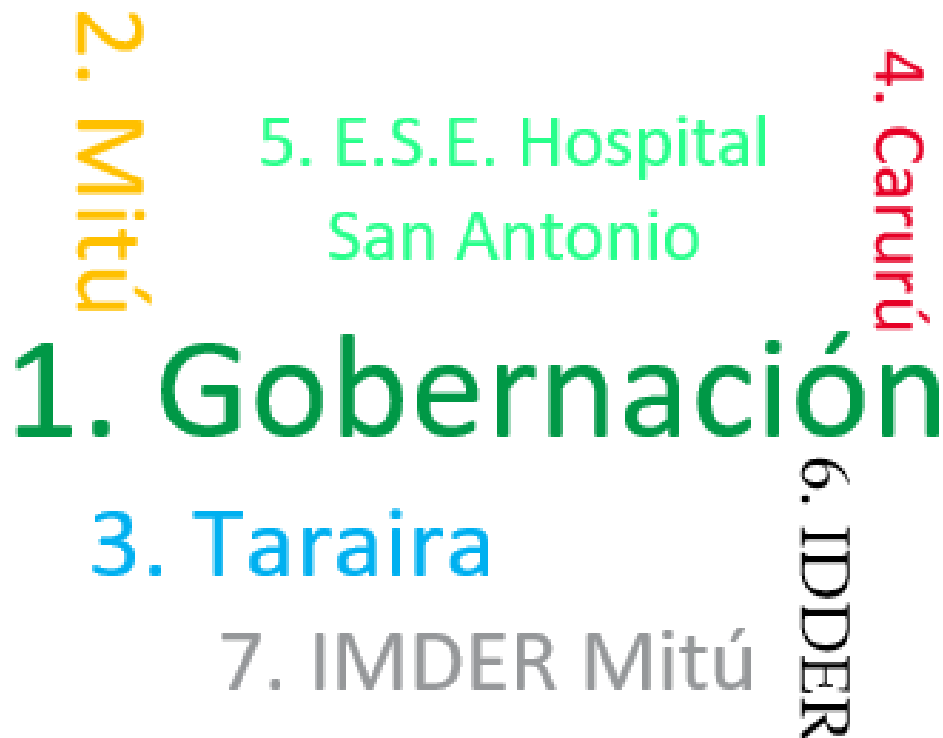 2. Mitú
4. Carurú
5. E.S.E. Hospital
San Antonio
1. Gobernación
3. Taraira
6. IDDER
7. IMDER Mitú